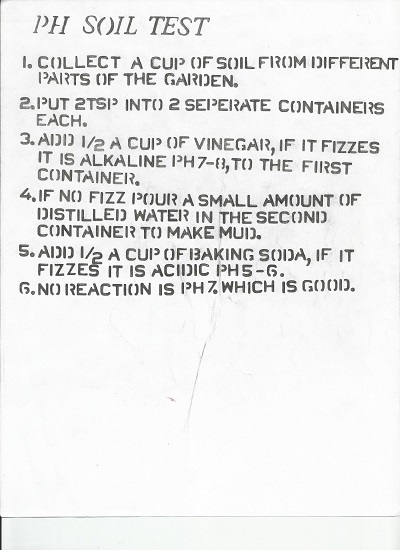 PH SOIL TEST
1. COLLECT A CUP OF SOIL FROM DIFFERENT
PARTS OF THE GARDEN.
2. PUT 2TSP INTO 2 SEPERATE CONTAINERS
EACH.
3. ADD 1/2 A CUP OF VINEGAR, IF IT FIZZES
IT IS ALKALINE PH7-8, TO THE FIRST
CONTAINER.
4. IF NO FIZZ POUR A SMALL AMOUNT OF
DISTILLED WATER IN THE SECOND
CONTAINER TO MAKE MUD.
5. ADD 1/2 A CUP OF BAKING SODA, IF IT
FIZZES IT IS ACIDIC PH5-6.
6. NO REACTION IS PH7, WHICH IS GOOD.